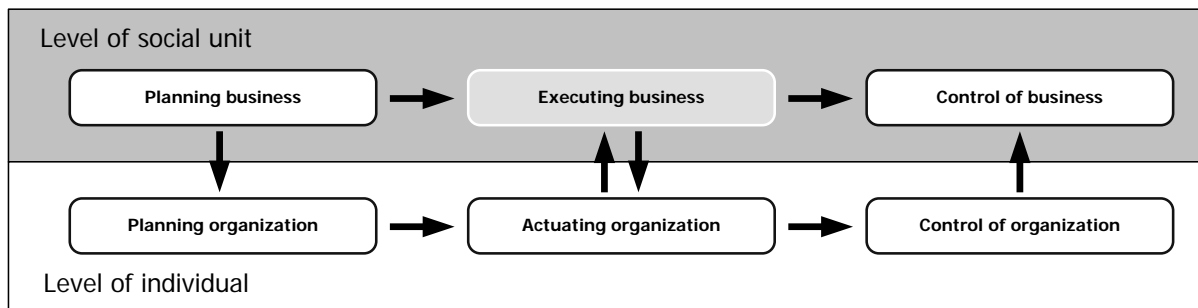 Level of social unit
Planning business
Executing business
Control of business
Planning organization
Actuating organization
Control of organization
Level of individual